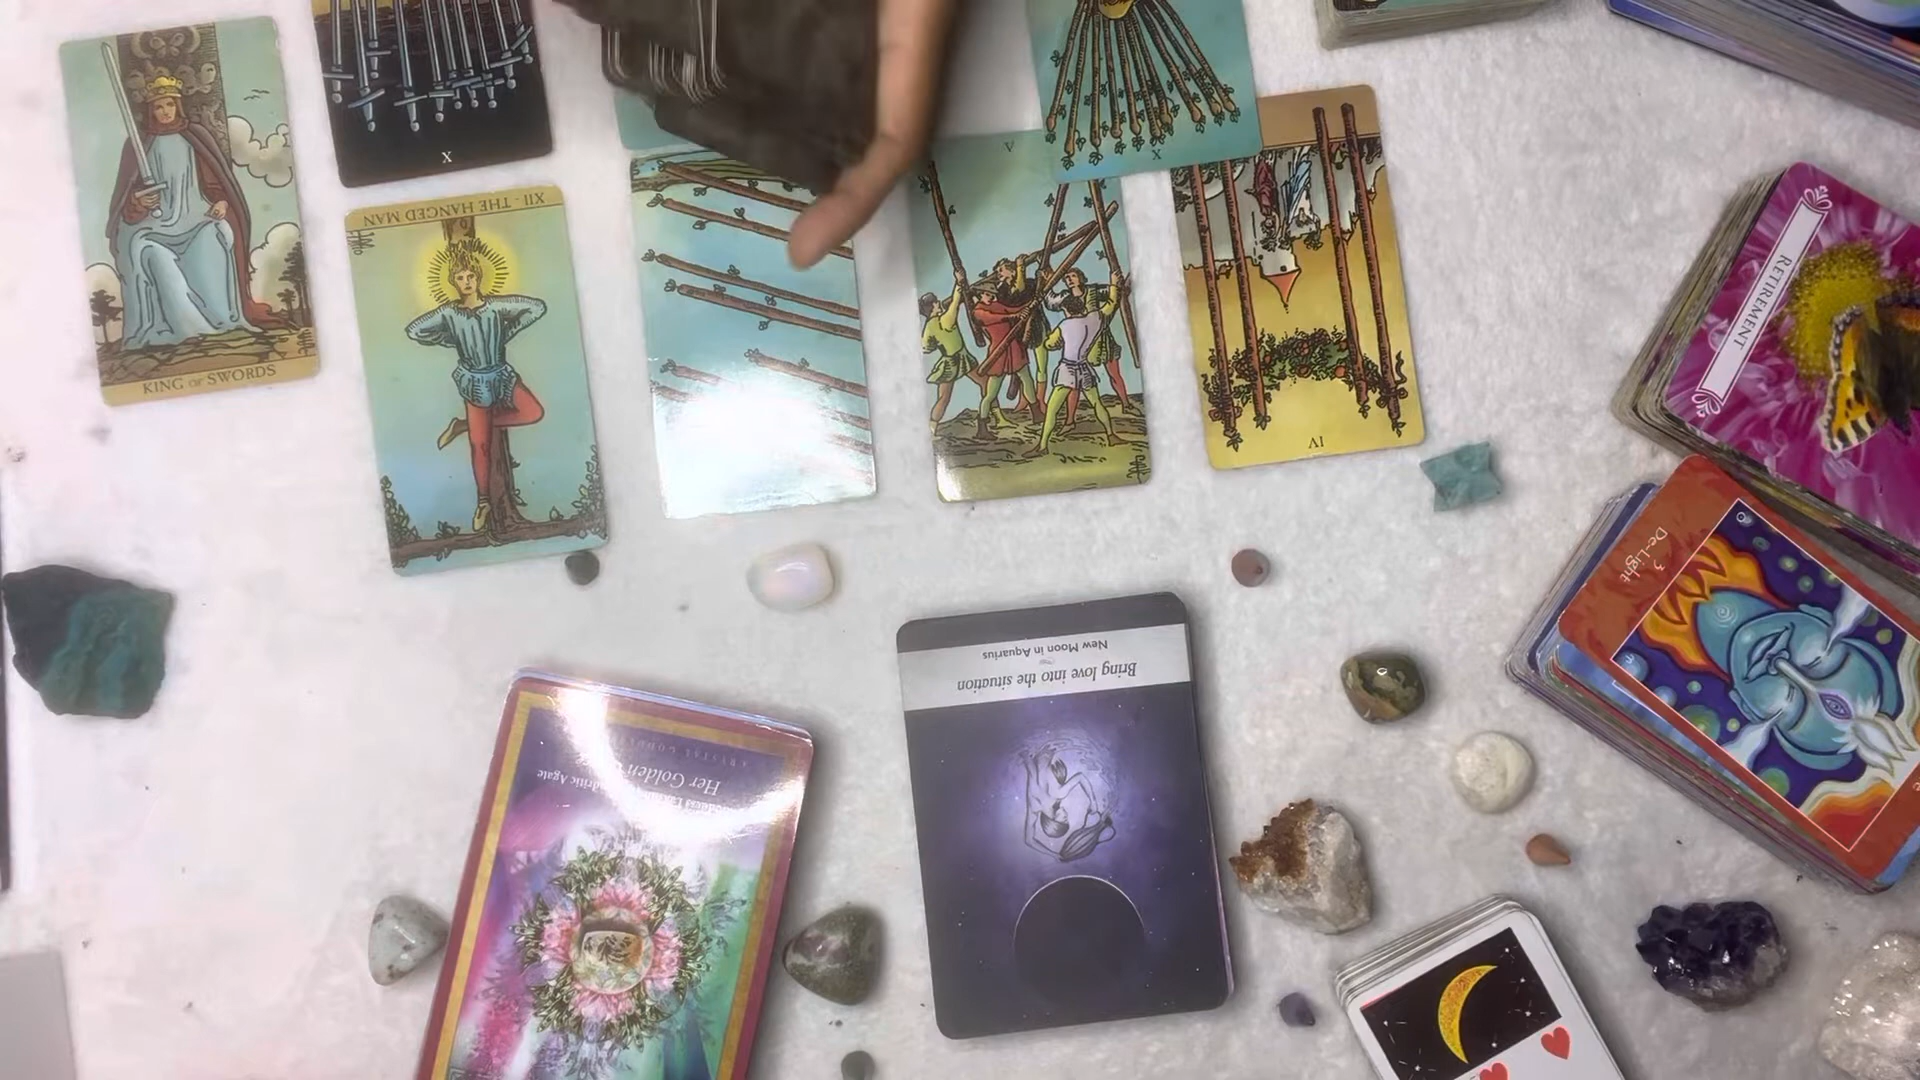 KING OF SWORDS
X
XII · THE HANGED MAN
V
X
IV
RETIREMENT
3
De-Light
New Moon in Aquarius
Bring love into the situation
Her Golden